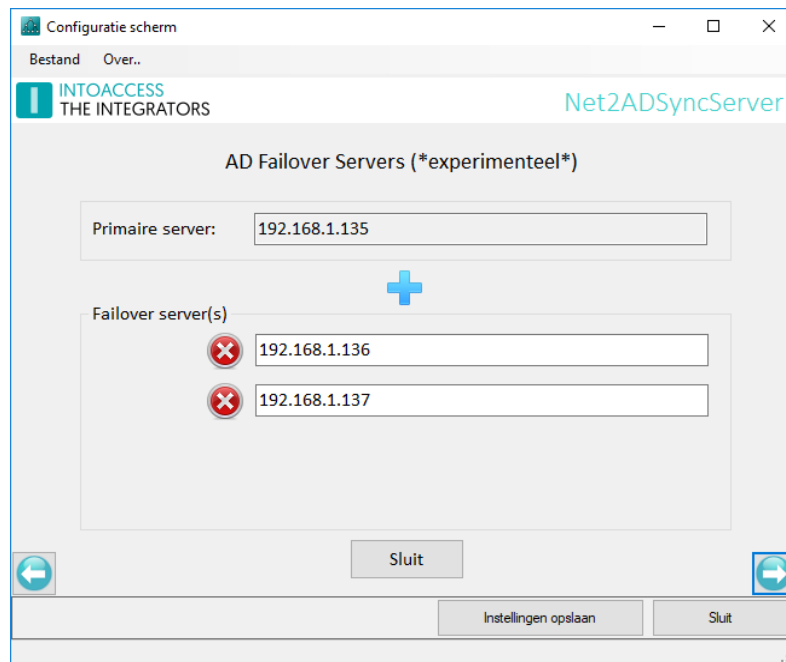 Configuratie scherm
Bestand Over..
INTOACCESS
THE INTEGRATORS
Net2ADSyncServer
AD Failover Servers (*experimenteel*)
Primaire server: 192.168.1.135
Failover server(s)
192.168.1.136
192.168.1.137
Sluit
Instellingen opslaan Sluit